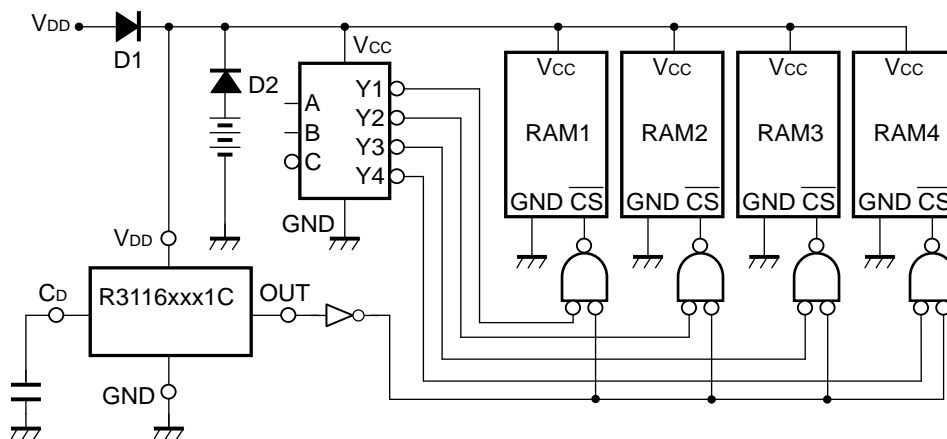 VDD
D1
D2
VCC
A
B
C
Y1
Y2
Y3
Y4
GND
VCC
RAM1
GND CS
VCC
RAM2
GND CS
VCC
RAM3
GND CS
VCC
RAM4
GND CS
VDD
CD
R3116xxx1C
OUT
GND